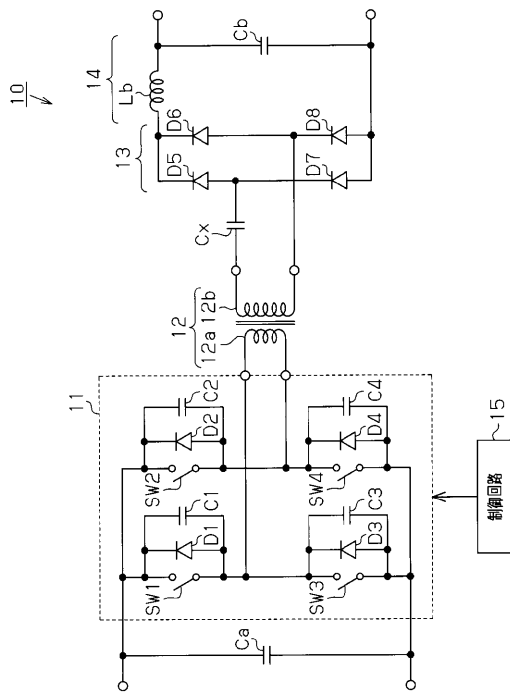 10
11
12
13
14
12a
12b
Lb
Cb
D5
D6
D7
D8
Cx
SW1
D1
C1
SW2
D2
C2
SW3
D3
C3
SW4
D4
C4
Ca
15
制御回路